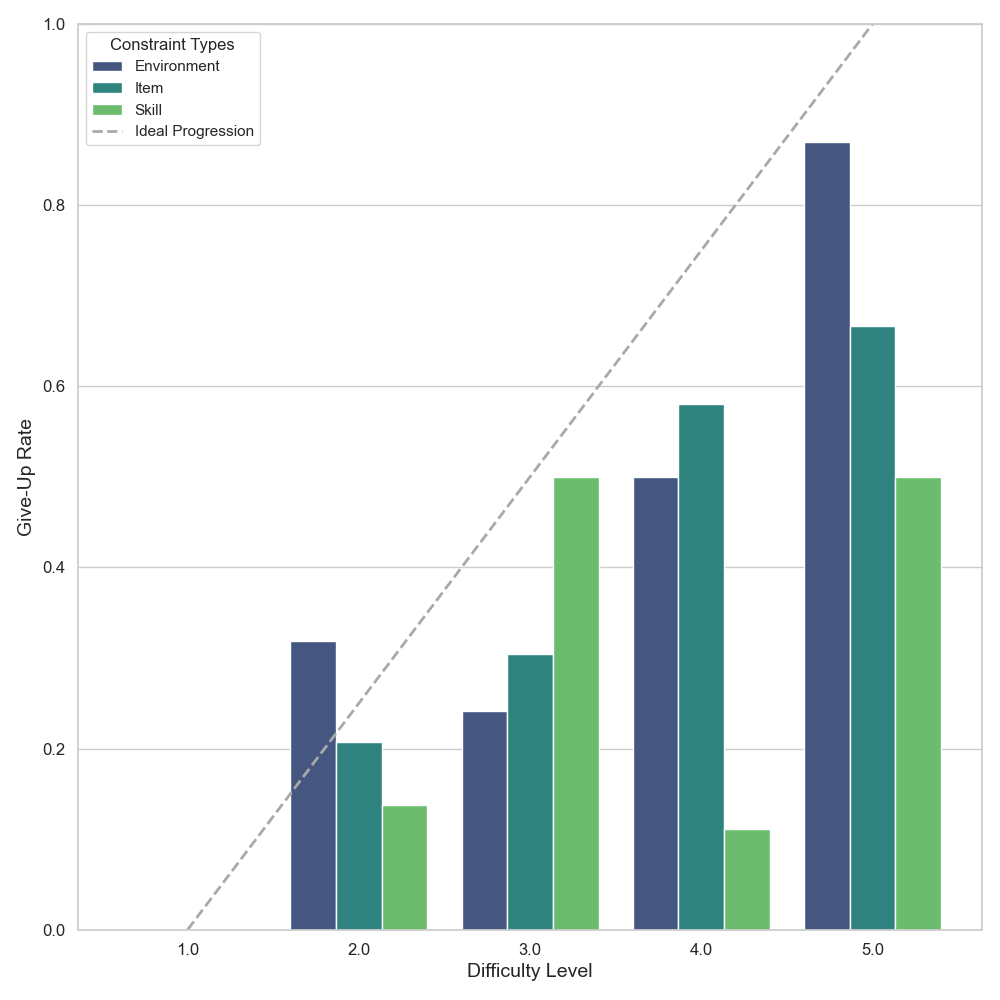 Constraint Types
Environment
Item
Skill
Ideal Progression
Give-Up Rate
1.0
0.8
0.6
0.4
0.2
0.0
1.0 2.0 3.0 4.0 5.0
Difficulty Level